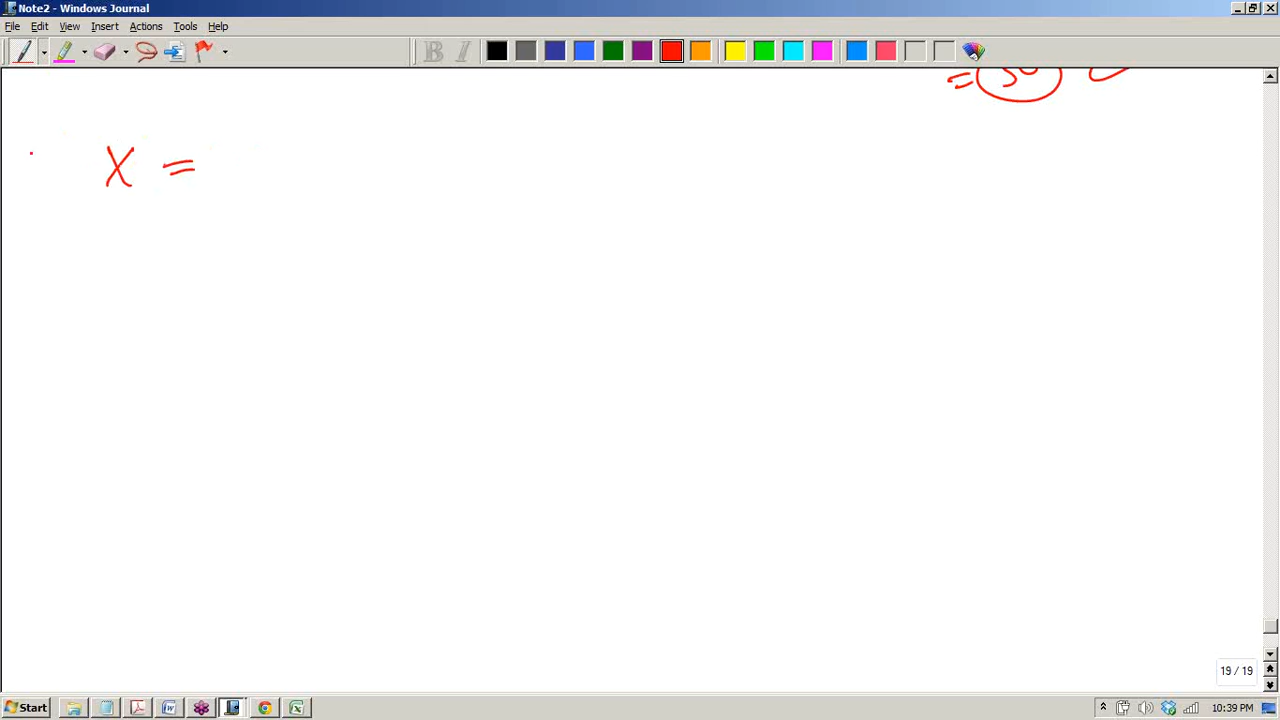 Note2 - Windows Journal
File Edit View Insert Actions Tools Help
B I
=
X =
19 / 19
Start
10:39 PM